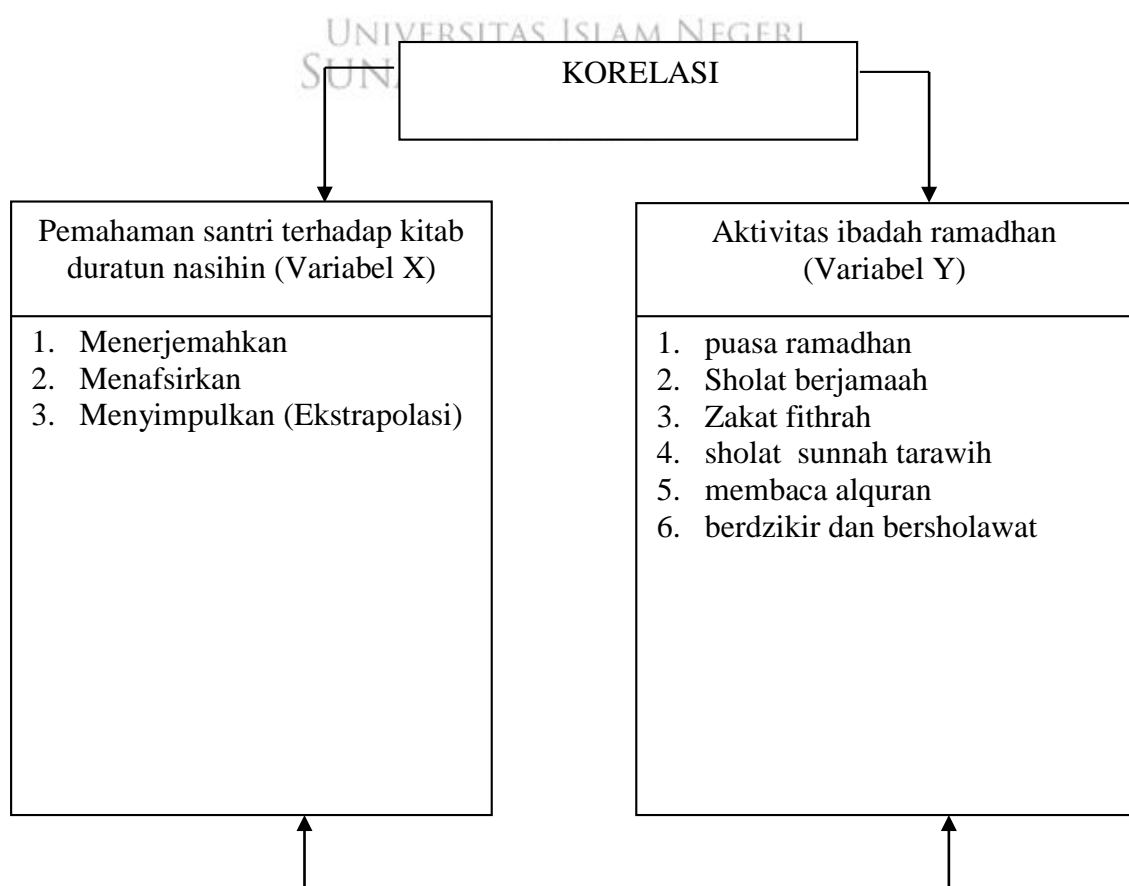 UNIVERSITAS ISLAM NEGERI
SUN
KORELASI
Pemahaman santri terhadap kitab
duratun nasihin (Variabel X)
1. Menerjemahkan
2. Menafsirkan
3. Menyimpulkan (Ekstrapolasi)
Aktivitas ibadah ramadhan
(Variabel Y)
1. puasa ramadhan
2. Sholat berjamaah
3. Zakat fithrah
4. sholat sunnah tarawih
5. membaca alquran
6. berdzikir dan bersholawat